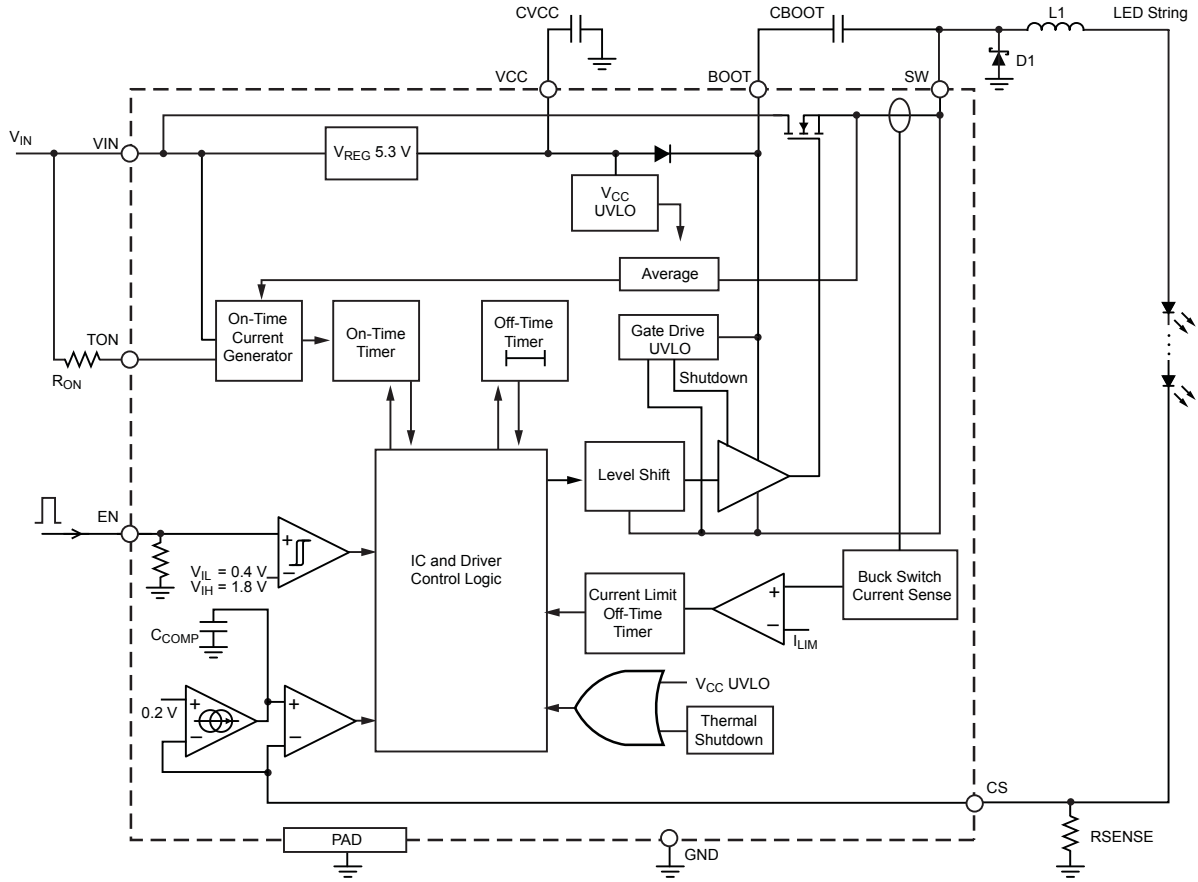 CVCC
CBOOT
L1
LED String
D1
VCC
BOOT
SW
VIN
VIN
VREG 5.3 V
VCC
UVLO
Average
On-Time
Current
Generator
On-Time
Timer
Off-Time
Timer
Gate Drive
UVLO
TON
RON
Shutdown
Level Shift
EN
VIL = 0.4 V
VIH = 1.8 V
IC and Driver
Control Logic
Buck Switch
Current Sense
Current Limit
Off-Time
Timer
ILIM
CCOMP
0.2 V
VCC UVLO
Thermal
Shutdown
CS
PAD
GND
RSENSE